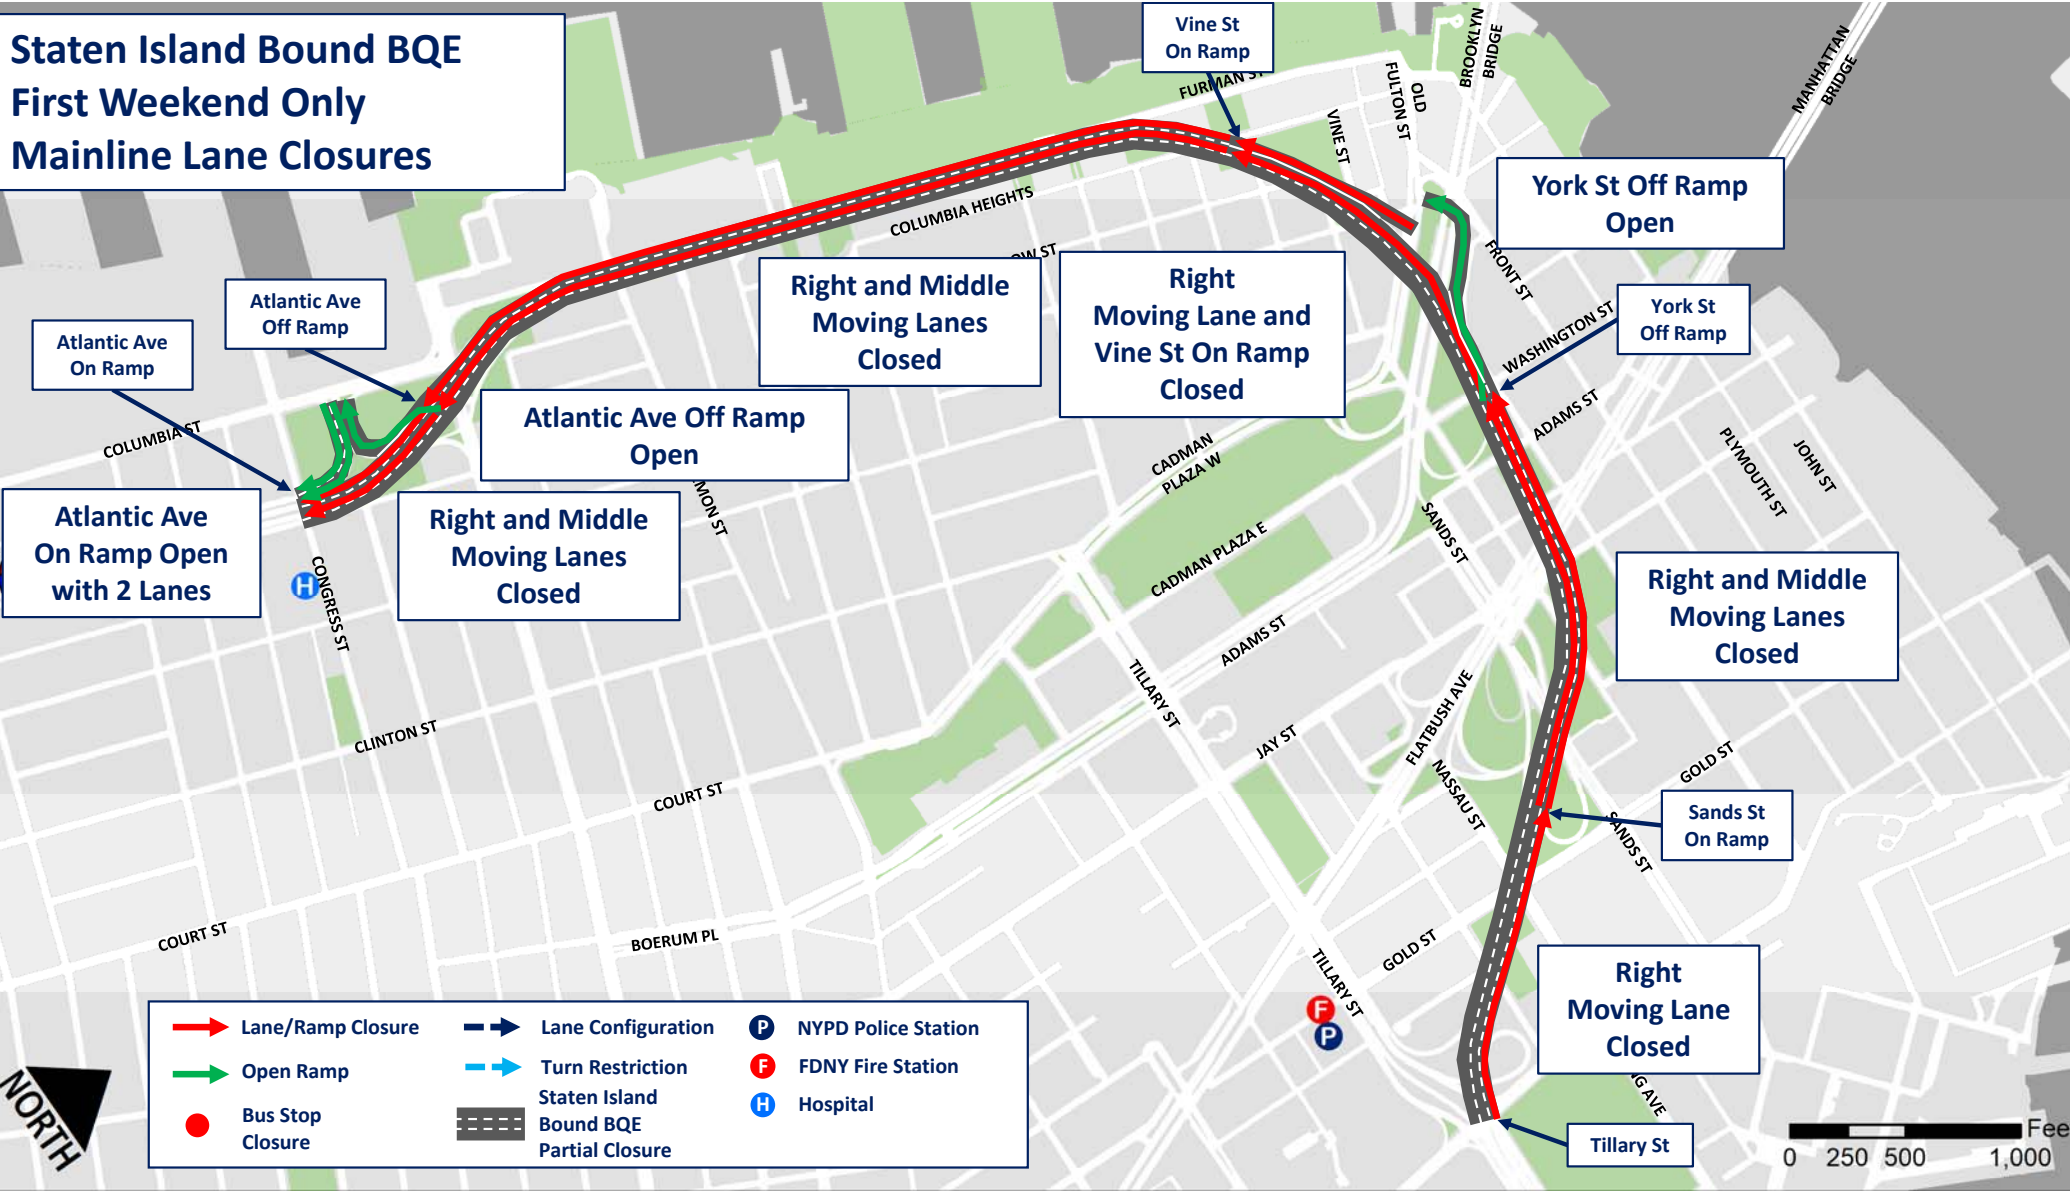 Staten Island Bound BQE
First Weekend Only
Mainline Lane Closures
Vine St
On Ramp
FURMAN ST
VINE ST
OLD
FULTON ST
BROOKLYN
BRIDGE
MANHATTAN
BRIDGE
York St Off Ramp
Open
COLUMBIA HEIGHTS
FRONT ST
WASHINGTON ST
York St
Off Ramp
Right and Middle
Moving Lanes
Closed
Right
Moving Lane and
Vine St On Ramp
Closed
Atlantic Ave
Off Ramp
Atlantic Ave
On Ramp
COLUMBIA ST
Atlantic Ave Off Ramp
Open
ADAMS ST
PLYMOUTH ST
JOHN ST
CADMAN
PLAZA W
CADMAN PLAZA E
SANDS ST
Atlantic Ave
On Ramp Open
with 2 Lanes
Right and Middle
Moving Lanes
Closed
H
CONGRESS ST
Right and Middle
Moving Lanes
Closed
ADAMS ST
TILLARY ST
FLATBUSH AVE
CLINTON ST
JAY ST
NASSAU ST
GOLD ST
COURT ST
Sands St
On Ramp
SANDS ST
COURT ST
BOERUM PL
GOLD ST
TILLARY ST
F
P
Right
Moving Lane
Closed
Tillary St
Lane/Ramp Closure
Open Ramp
Bus Stop
Closure
Lane Configuration
Turn Restriction
Staten Island
Bound BQE
Partial Closure
P NYPD Police Station
F FDNY Fire Station
H Hospital
NORTH
0 250 500 1,000